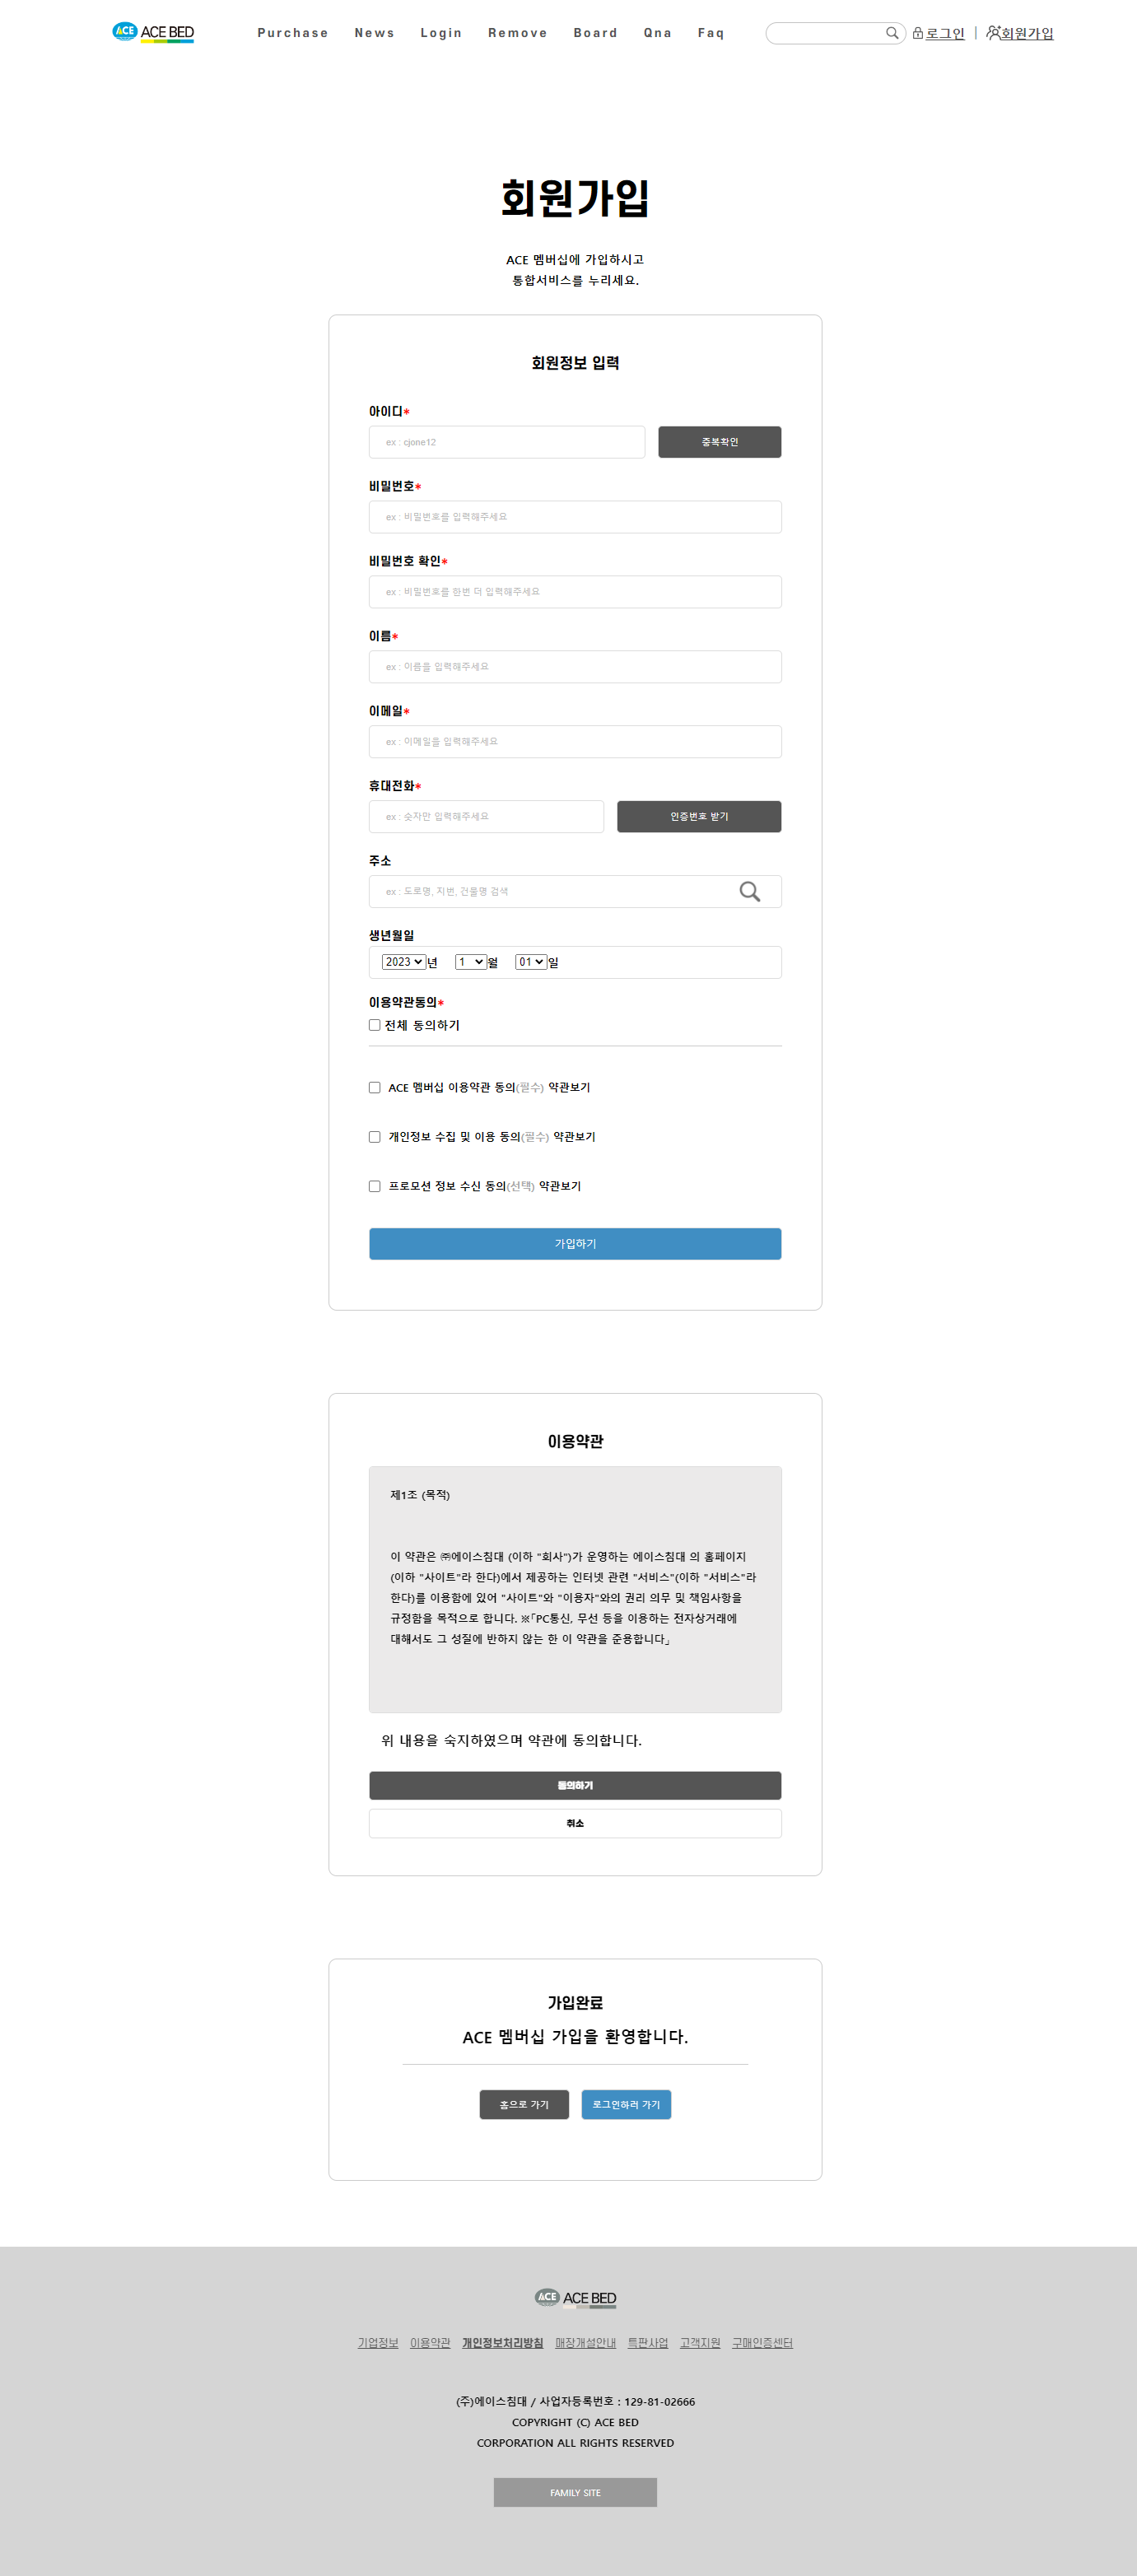 ACE ACE BED
Purchase News Login Remove Board Qna Faq 로그인 | 회원가입
회원가입
ACE 멤버십에 가입하시고
통합서비스를 누리세요.
회원정보 입력
아이디*
ex : cjone12 중복확인
비밀번호*
ex : 비밀번호를 입력해주세요
비밀번호 확인*
ex : 비밀번호를 한번 더 입력해주세요
이름*
ex : 이름을 입력해주세요
이메일*
ex : 이메일을 입력해주세요
휴대전화*
ex : 숫자만 입력해주세요 인증번호 받기
주소
ex : 도로명, 지번, 건물명 검색
생년월일
2023 년 1 월 01 일
이용약관동의*
전체 동의하기
ACE 멤버십 이용약관 동의(필수) 약관보기
개인정보 수집 및 이용 동의(필수) 약관보기
프로모션 정보 수신 동의(선택) 약관보기
가입하기
이용약관
제1조 (목적)
이 약관은 ㈜에이스침대 (이하 "회사")가 운영하는 에이스침대 의 홈페이지
(이하 "사이트"라 한다)에서 제공하는 인터넷 관련 "서비스"(이하 "서비스"라
한다)를 이용함에 있어 "사이트"와 "이용자"와의 권리 의무 및 책임사항을
규정함을 목적으로 합니다. ※「PC통신, 무선 등을 이용하는 전자상거래에
대해서도 그 성질에 반하지 않는 한 이 약관을 준용합니다」
위 내용을 숙지하였으며 약관에 동의합니다.
동의하기
취소
가입완료
ACE 멤버십 가입을 환영합니다.
홈으로 가기 로그인하러 가기
ACE ACE BED
기업정보 이용약관 개인정보처리방침 매장개설안내 특판사업 고객지원 구매인증센터
(주)에이스침대 / 사업자등록번호 : 129-81-02666
COPYRIGHT (C) ACE BED
CORPORATION ALL RIGHTS RESERVED
FAMILY SITE